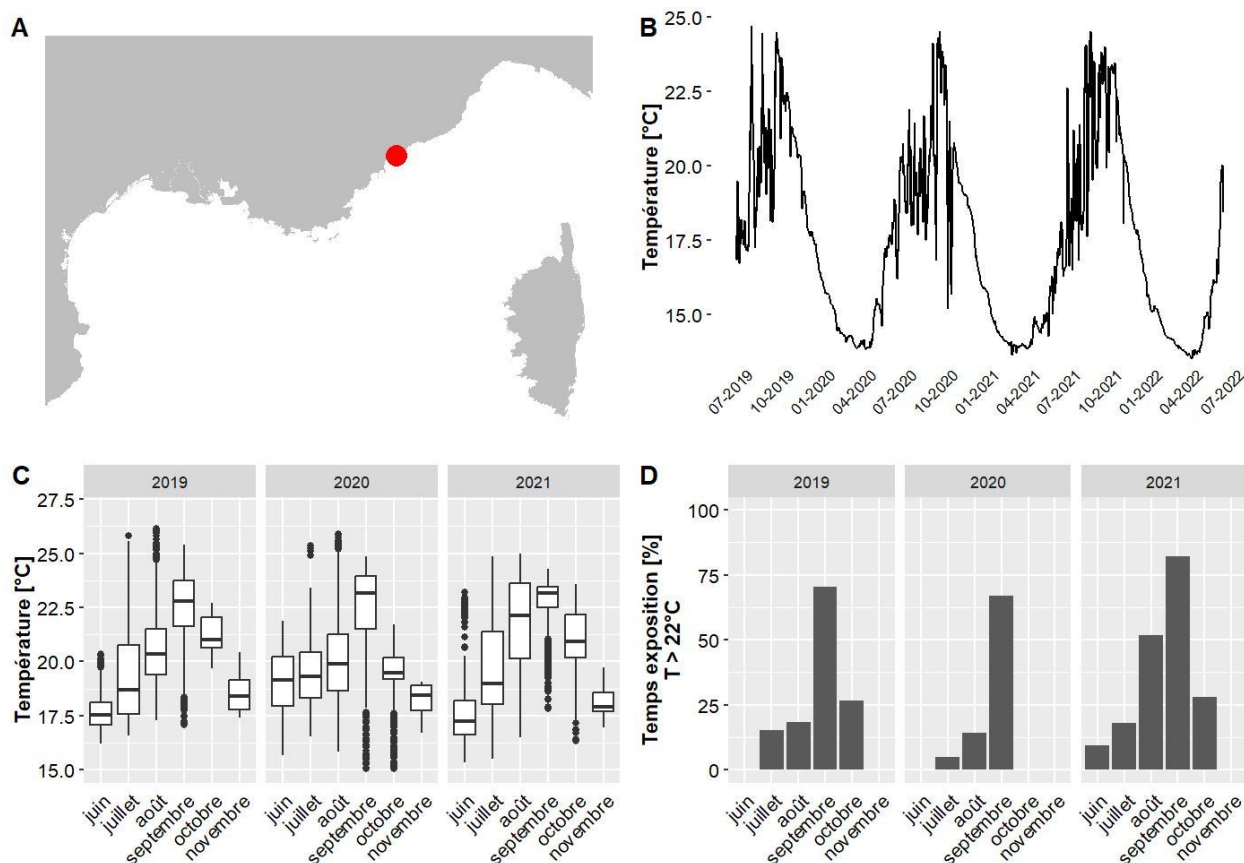 A
B
Température [°C]
25.0
22.5
20.0
17.5
15.0
07-2019
10-2019
01-2020
04-2020
07-2020
10-2020
01-2021
04-2021
07-2021
10-2021
01-2022
04-2022
07-2022
C
2019
2020
2021
Température [°C]
27.5
25.0
22.5
20.0
17.5
15.0
juin
juillet
août
septembre
octobre
novembre
juin
juillet
août
septembre
octobre
novembre
juin
juillet
août
septembre
octobre
novembre
D
2019
2020
2021
Temps exposition [%]
T > 22°C
100
75
50
25
0
juin
juillet
août
septembre
octobre
novembre
juin
juillet
août
septembre
octobre
novembre
juin
juillet
août
septembre
octobre
novembre